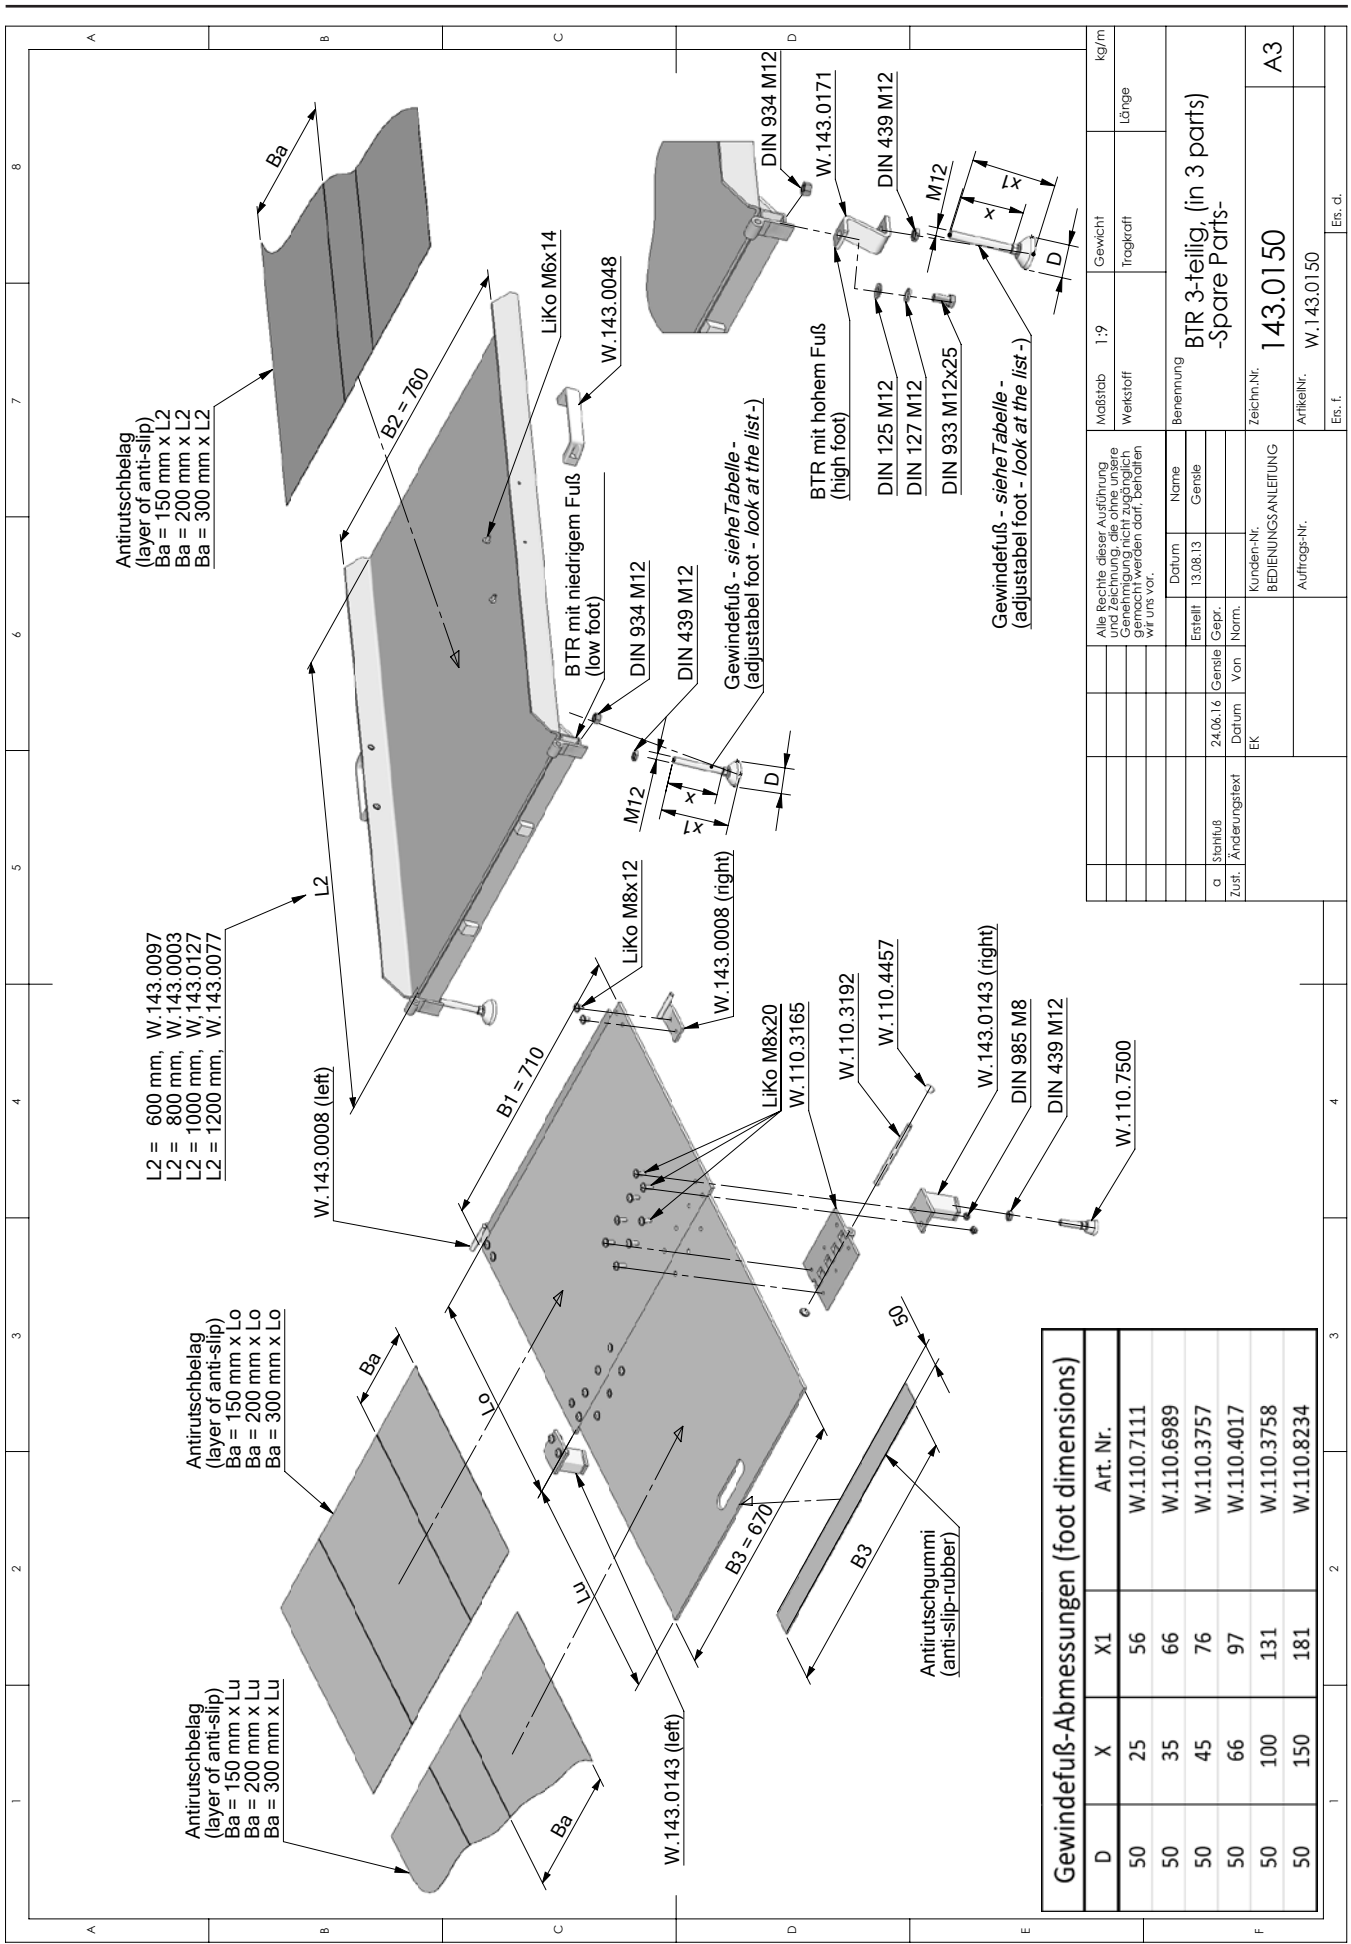 A
B
C
D
8
7
6
5
4
3
2
1
Antirutschbelag
(layer of anti-slip)
Ba = 150 mm x Lu
Ba = 200 mm x Lu
Ba = 300 mm x Lu
Ba
Antirutschbelag
(layer of anti-slip)
Ba = 150 mm x Lo
Ba = 200 mm x Lo
Ba = 300 mm x Lo
Ba
L2 = 600 mm, W.143.0097
L2 = 800 mm, W.143.0003
L2 = 1000 mm, W,143.0127
L2 = 1200 mm, W.143.0077
L2
Antirutschbelag
(layer of anti-slip)
Ba = 150 mm x L2
Ba = 200 mm x L2
Ba = 300 mm x L2
Ba
B2 = 760
LiKo M6x14
W.143.0048
W.143.0008 (left)
B1 = 710
Lo
Lu
LiKo M8x12
W.143.0008 (right)
LiKo M8x20
W.110.3165
W.110.3192
W.110.4457
W.143.0143 (right)
DIN 985 M8
DIN 439 M12
W.110.7500
W.143.0143 (left)
B3 = 670
B3
50
Antirutschgummi
(anti-slip-rubber)
BTR mit niedrigem Fuß
(low foot)
DIN 934 M12
DIN 439 M12
M12
x
x1
D
Gewindefuß - sieheTabelle -
(adjustabel foot - look at the list -)
DIN 934 M12
W.143.0171
DIN 439 M12
M12
x
x1
D
BTR mit hohem Fuß
(high foot)
DIN 125 M12
DIN 127 M12
DIN 933 M12x25
Gewindefuß - sieheTabelle -
(adjustabel foot - look at the list -)
Gewindefuß-Abmessungen (foot dimensions)
D X X1 Art. Nr.
50 25 56 W.110.7111
50 35 66 W.110.6989
50 45 76 W.110.3757
50 66 97 W.110.4017
50 100 131 W.110.3758
50 150 181 W.110.8234
Alle Rechte dieser Ausführung
und Zeichnung, die ohne unsere
Genehmigung nicht zugänglich
gemacht werden darf, behalten
wir uns vor.
Maßstab 1:9
Gewicht kg/m
Werkstoff
Tragkraft
Länge
Datum Name
Erstellt 13.08.13 Gensle
a Stahlfuß 24.06.16 Gensle Gepr.
Zust. Änderungstext Datum Von Norm.
Benennung
BTR 3-teilig, (in 3 parts)
-Spare Parts-
EK
Kunden-Nr.
BEDIENUNGSANLEITUNG
Auftrags-Nr.
Zeichn.Nr.
143.0150
A3
ArtikelNr.
W.143.0150
Ers. f.
Ers. d.
A
B
C
D
E
F
1
2
3
4